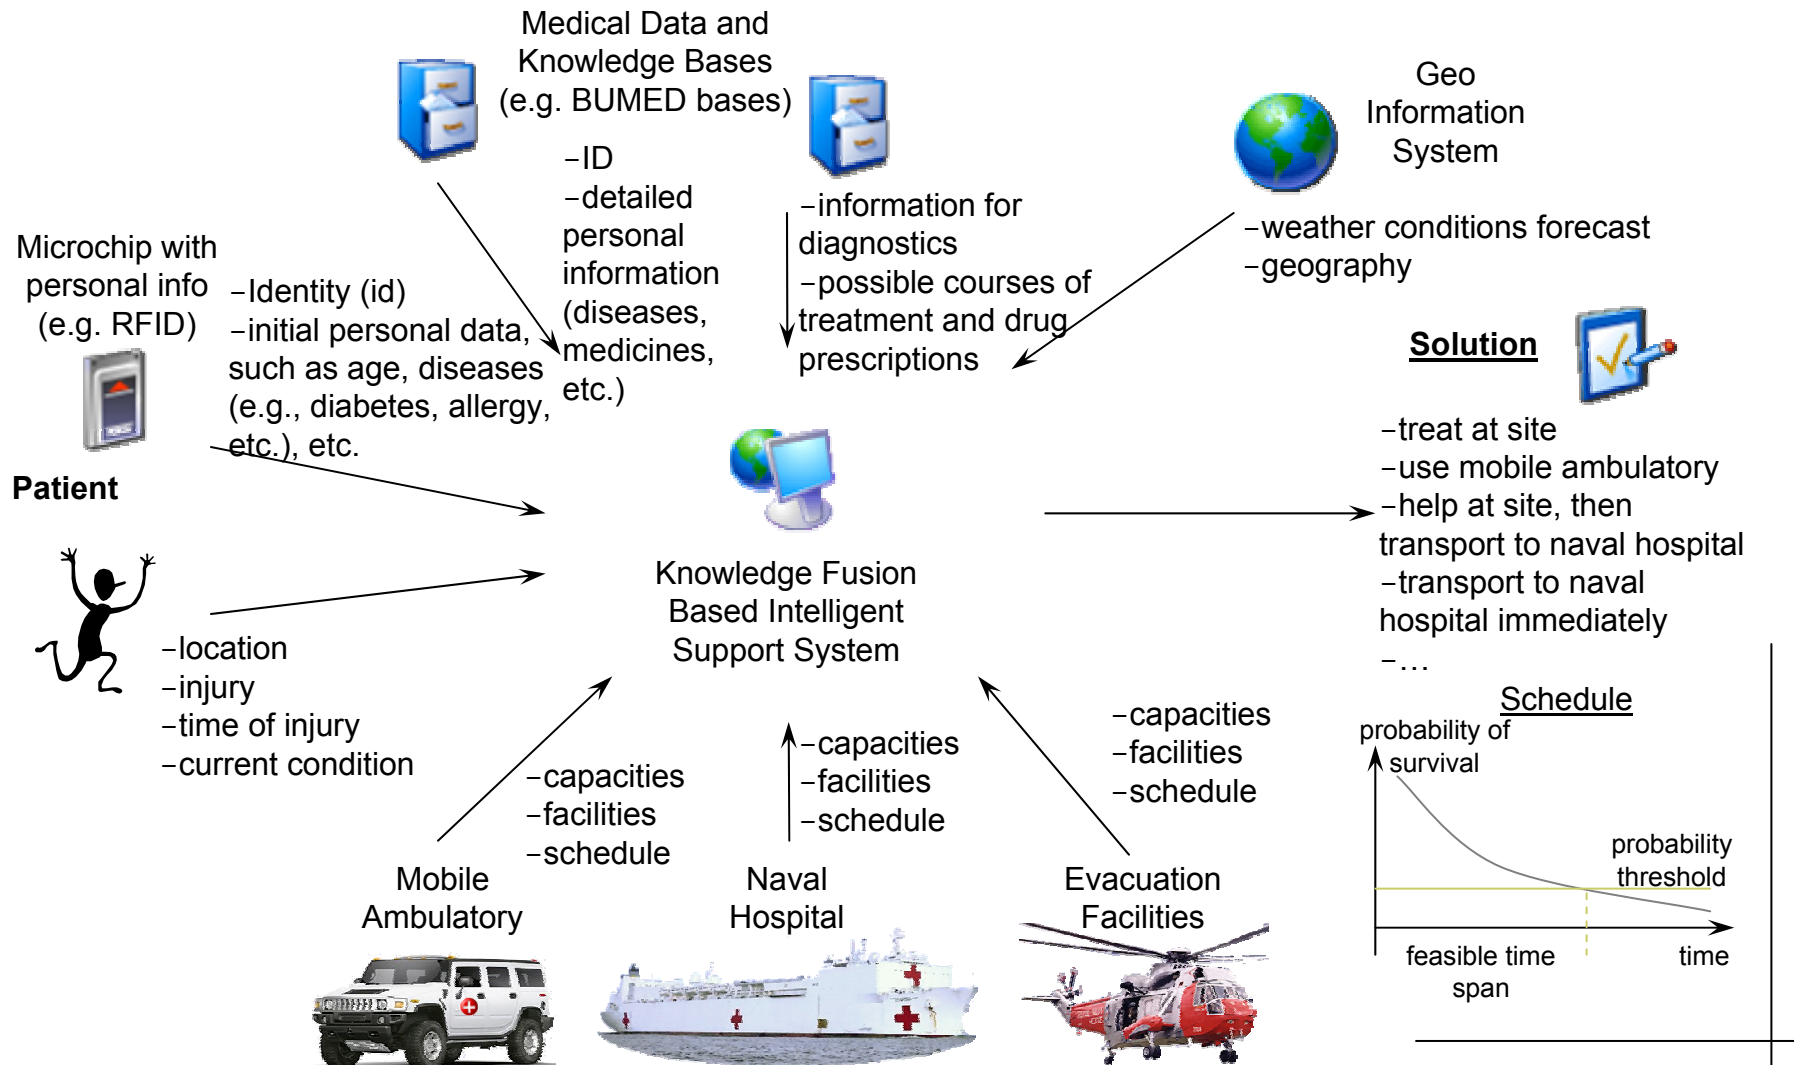 Medical Data and
Knowledge Bases
(e.g. BUMED bases)
–ID
–detailed
personal
information
(diseases,
medicines,
etc.)
–information for
diagnostics
–possible courses of
treatment and drug
prescriptions
Geo
Information
System
–weather conditions forecast
–geography
Microchip with
personal info
(e.g. RFID)
–Identity (id)
–initial personal data,
such as age, diseases
(e.g., diabetes, allergy,
etc.), etc.
Patient
–location
–injury
–time of injury
–current condition
Knowledge Fusion
Based Intelligent
Support System
Solution
–treat at site
–use mobile ambulatory
–help at site, then
transport to naval hospital
–transport to naval
hospital immediately
–…
Schedule
probability of
survival
probability
threshold
feasible time
span
time
–capacities
–facilities
–schedule
Mobile
Ambulatory
–capacities
–facilities
–schedule
Naval
Hospital
–capacities
–facilities
–schedule
Evacuation
Facilities